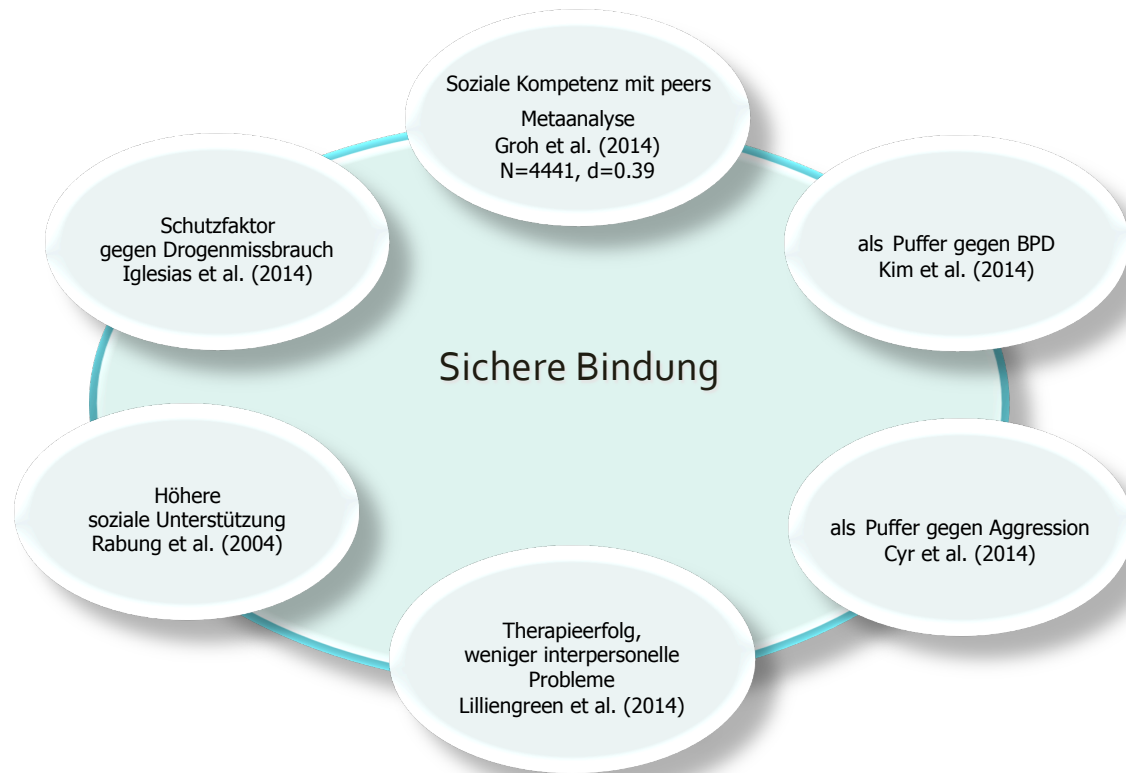 Soziale Kompetenz mit peers
Metaanalyse
Groh et al. (2014)
N=4441, d=0.39
Schutzfaktor
gegen Drogenmissbrauch
Iglesias et al. (2014)
als Puffer gegen BPD
Kim et al. (2014)
Sichere Bindung
Höhere
soziale Unterstützung
Rabung et al. (2004)
als Puffer gegen Aggression
Cyr et al. (2014)
Therapieerfolg,
weniger interpersonelle
Probleme
Lilliengreen et al. (2014)